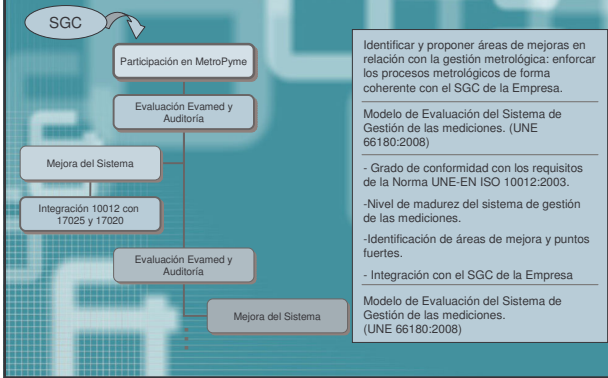 SGC
Participación en MetroPyme
Evaluación Evamed y
Auditoría
Mejora del Sistema
Integración 10012 con
17025 y 17020
Evaluación Evamed y
Auditoría
Mejora del Sistema
Identificar y proponer áreas de mejoras en
relación con la gestión metrológica: enforcar
los procesos metrológicos de forma
coherente con el SGC de la Empresa.
Modelo de Evaluación del Sistema de
Gestión de las mediciones. (UNE
66180:2008)
- Grado de conformidad con los requisitos
de la Norma UNE-EN ISO 10012:2003.
-Nivel de madurez del sistema de gestión
de las mediciones.
-Identificación de áreas de mejora y puntos
fuertes.
- Integración con el SGC de la Empresa
Modelo de Evaluación del Sistema de
Gestión de las mediciones.
(UNE 66180:2008)